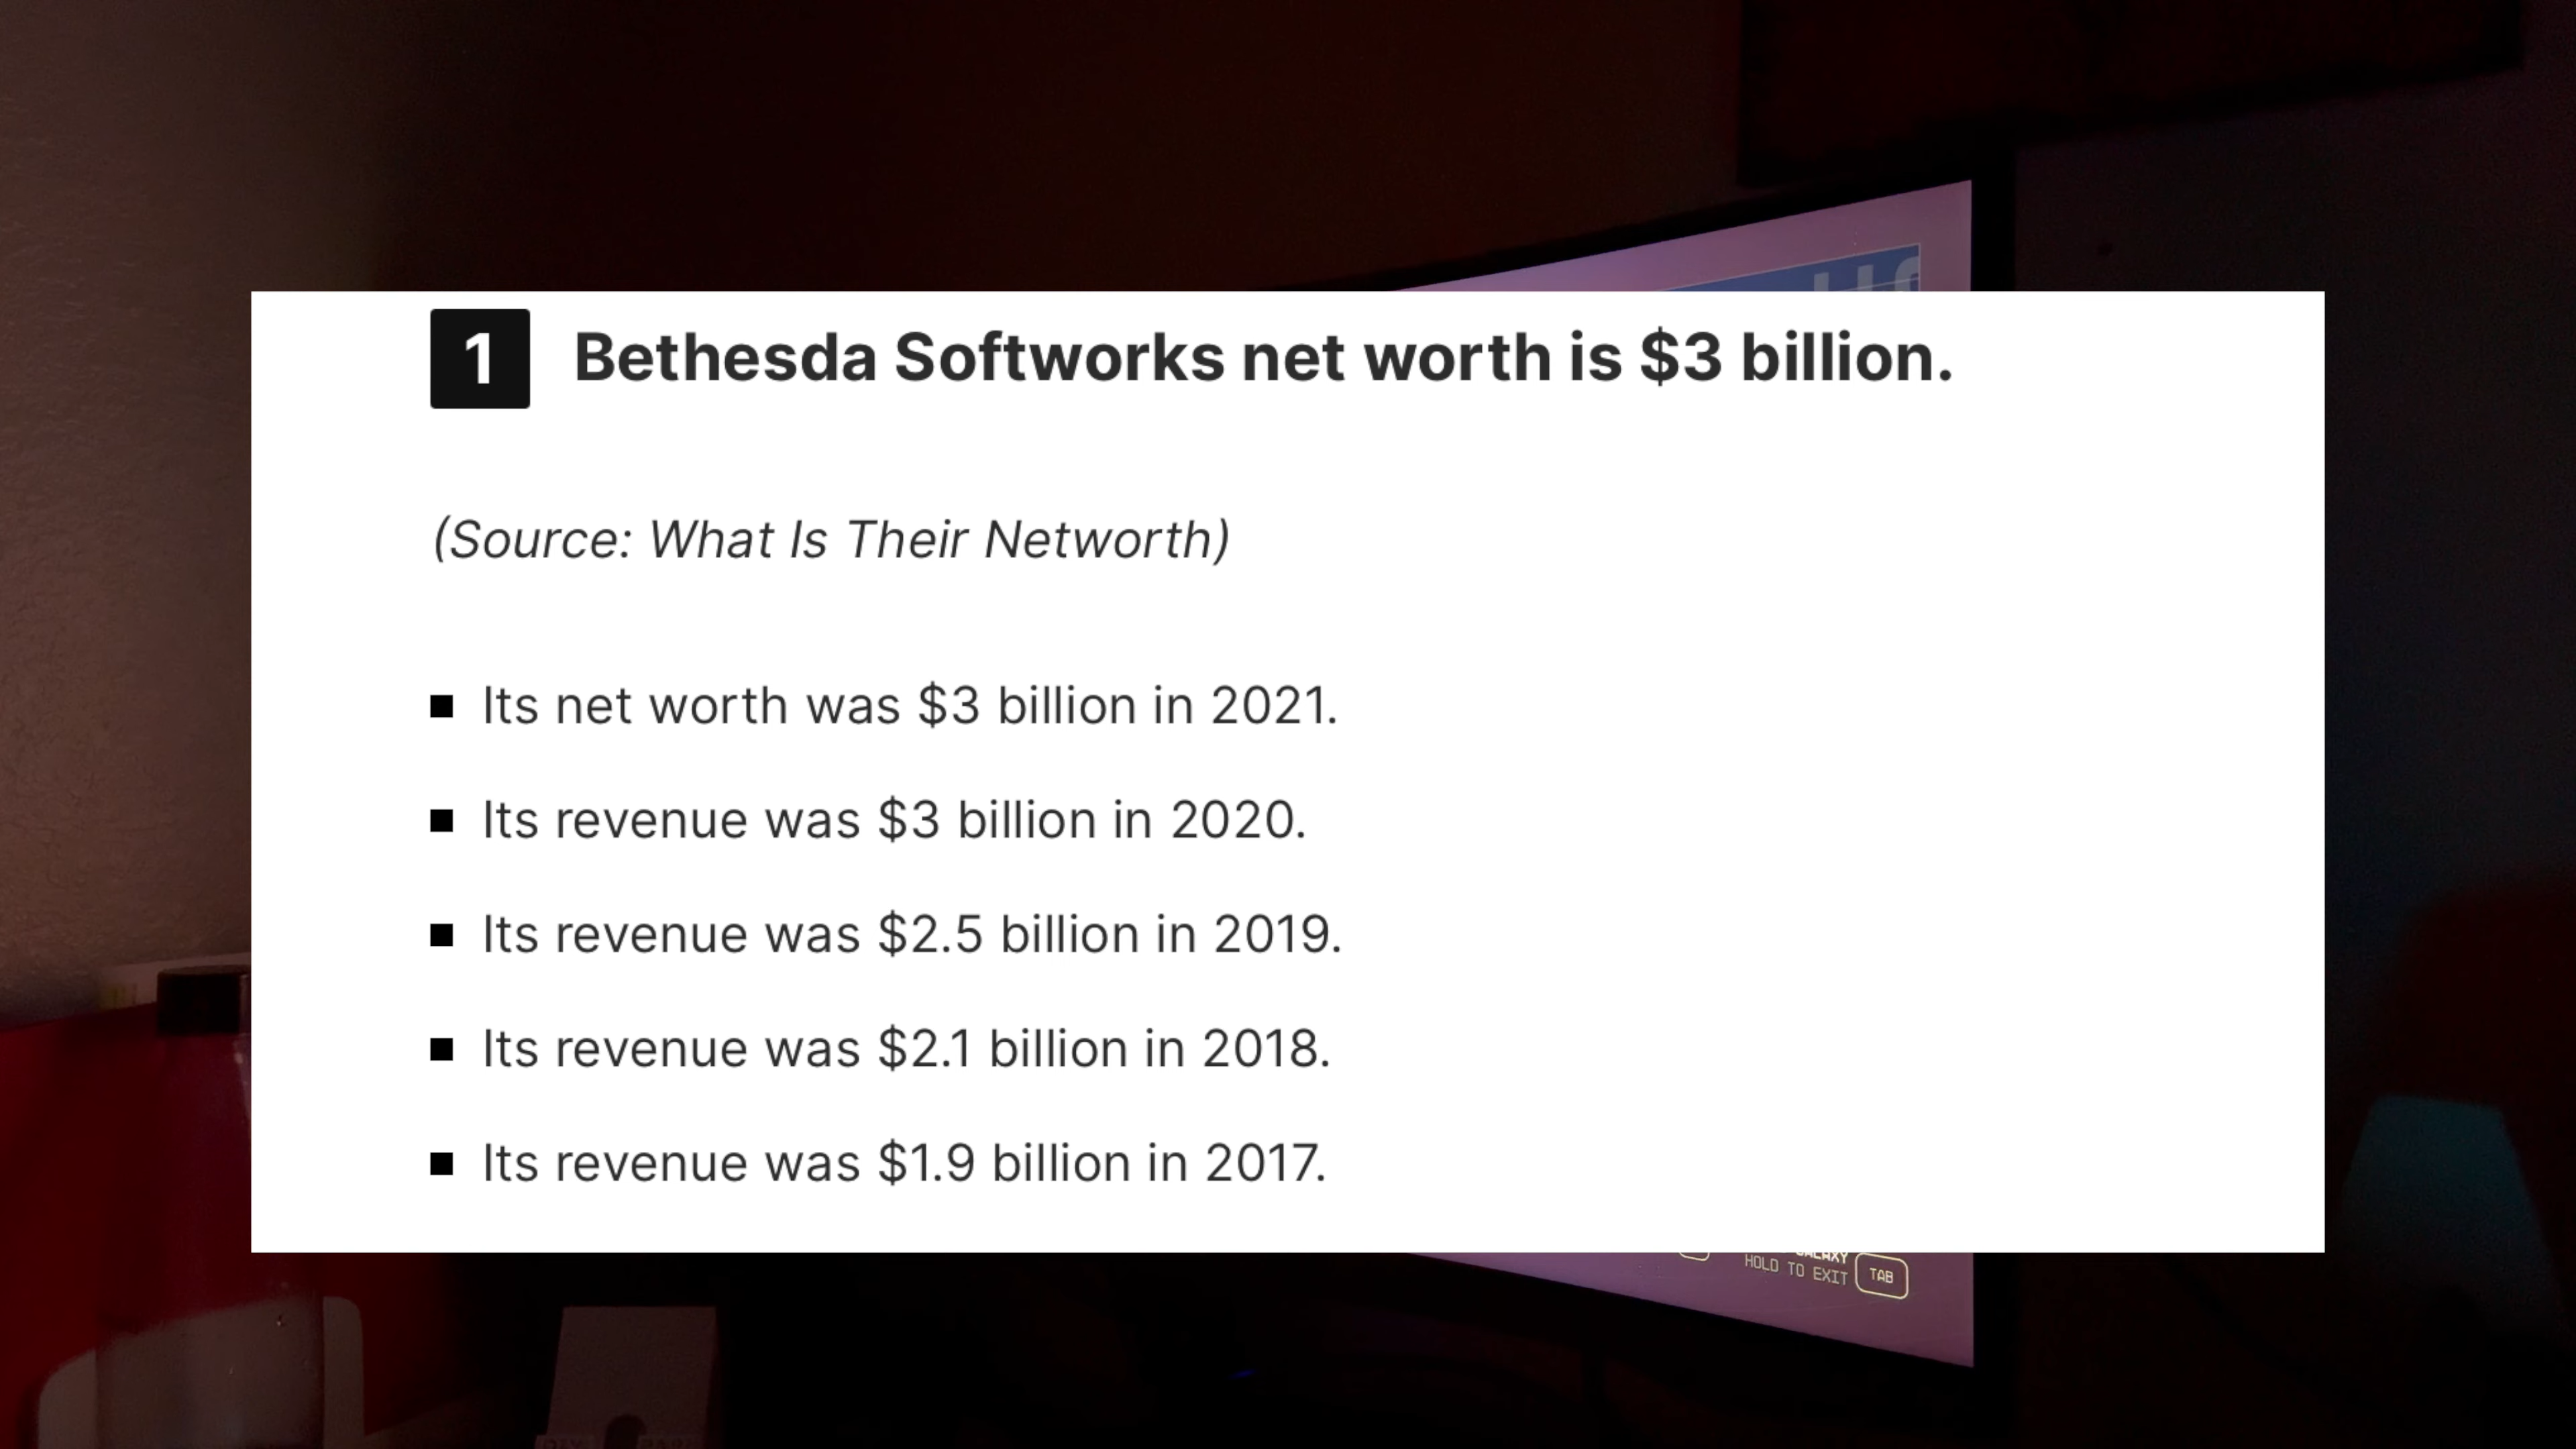 1 Bethesda Softworks net worth is $3 billion.
(Source: What Is Their Networth)
Its net worth was $3 billion in 2021.
Its revenue was $3 billion in 2020.
Its revenue was $2.5 billion in 2019.
Its revenue was $2.1 billion in 2018.
Its revenue was $1.9 billion in 2017.
GALAXY
HOLD TO EXIT TAB